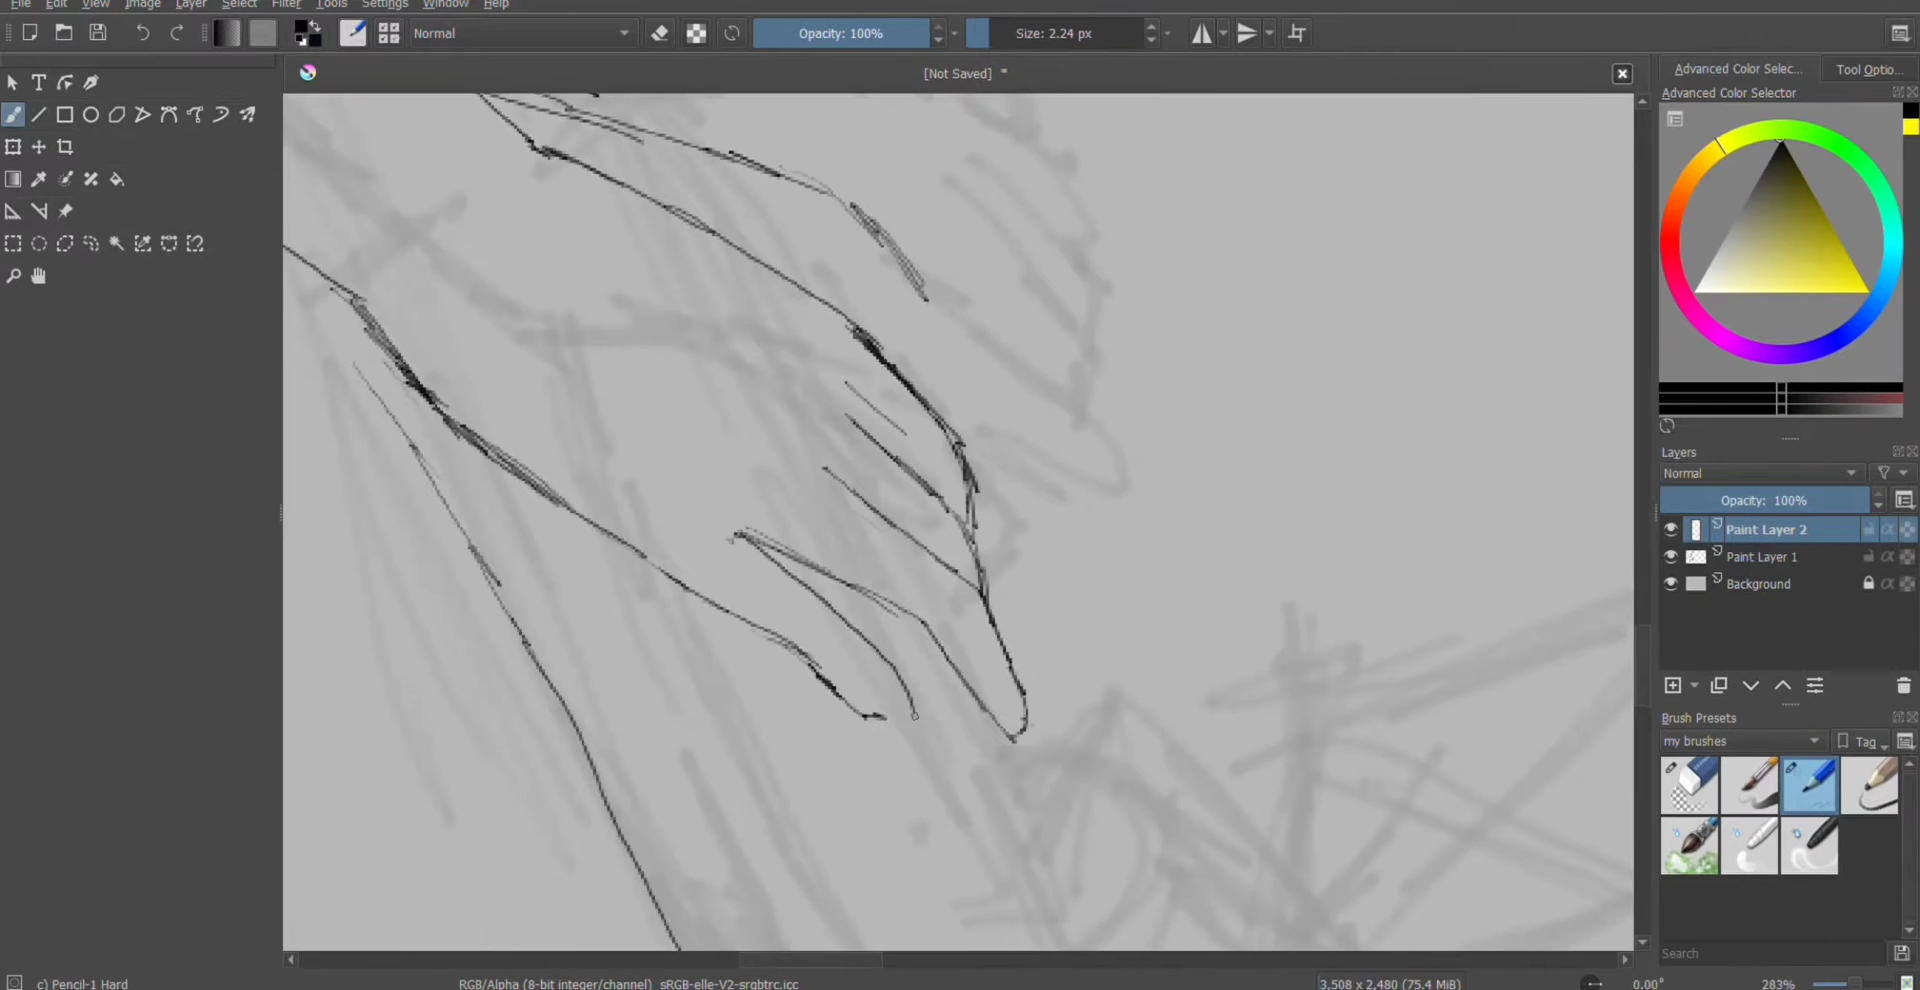 File Edit View Image Layer Select Filter Tools Settings Window Help
Normal Opacity: 100% Size: 2.24 px
[Not Saved] *
Advanced Color Selec... Tool Optio...
Advanced Color Selector
Layers
Normal
Opacity: 100%
Paint Layer 2
Paint Layer 1
Background
Brush Presets
my brushes Tag
Search
c) Pencil-1 Hard RGB/Alpha (8-bit integer/channel) sRGB-elle-V2-srgbtrc.icc 3,508 x 2,480 (75.4 MiB) 0.00° 283%